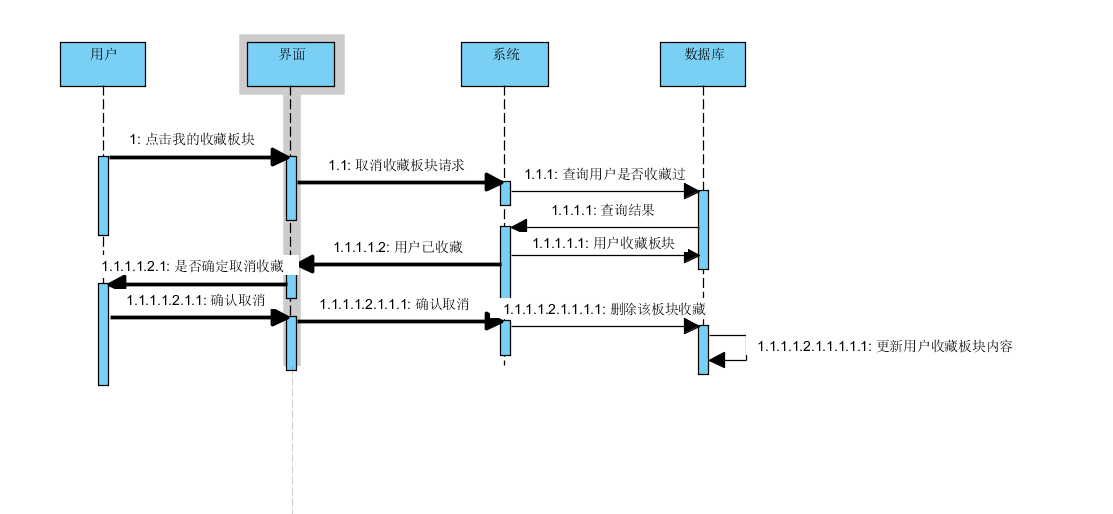 用户
界面
系统
数据库
1: 点击我的收藏板块
1.1: 取消收藏板块请求
1.1.1: 查询用户是否收藏过
1.1.1.1: 查询结果
1.1.1.1.2: 用户已收藏
1.1.1.1.1: 用户收藏板块
1.1.1.1.2.1: 是否确定取消收藏
1.1.1.1.2.1.1: 确认取消
1.1.1.1.2.1.1.1: 确认取消
1.1.1.1.2.1.1.1.1: 删除该板块收藏
1.1.1.1.2.1.1.1.1.1: 更新用户收藏板块内容